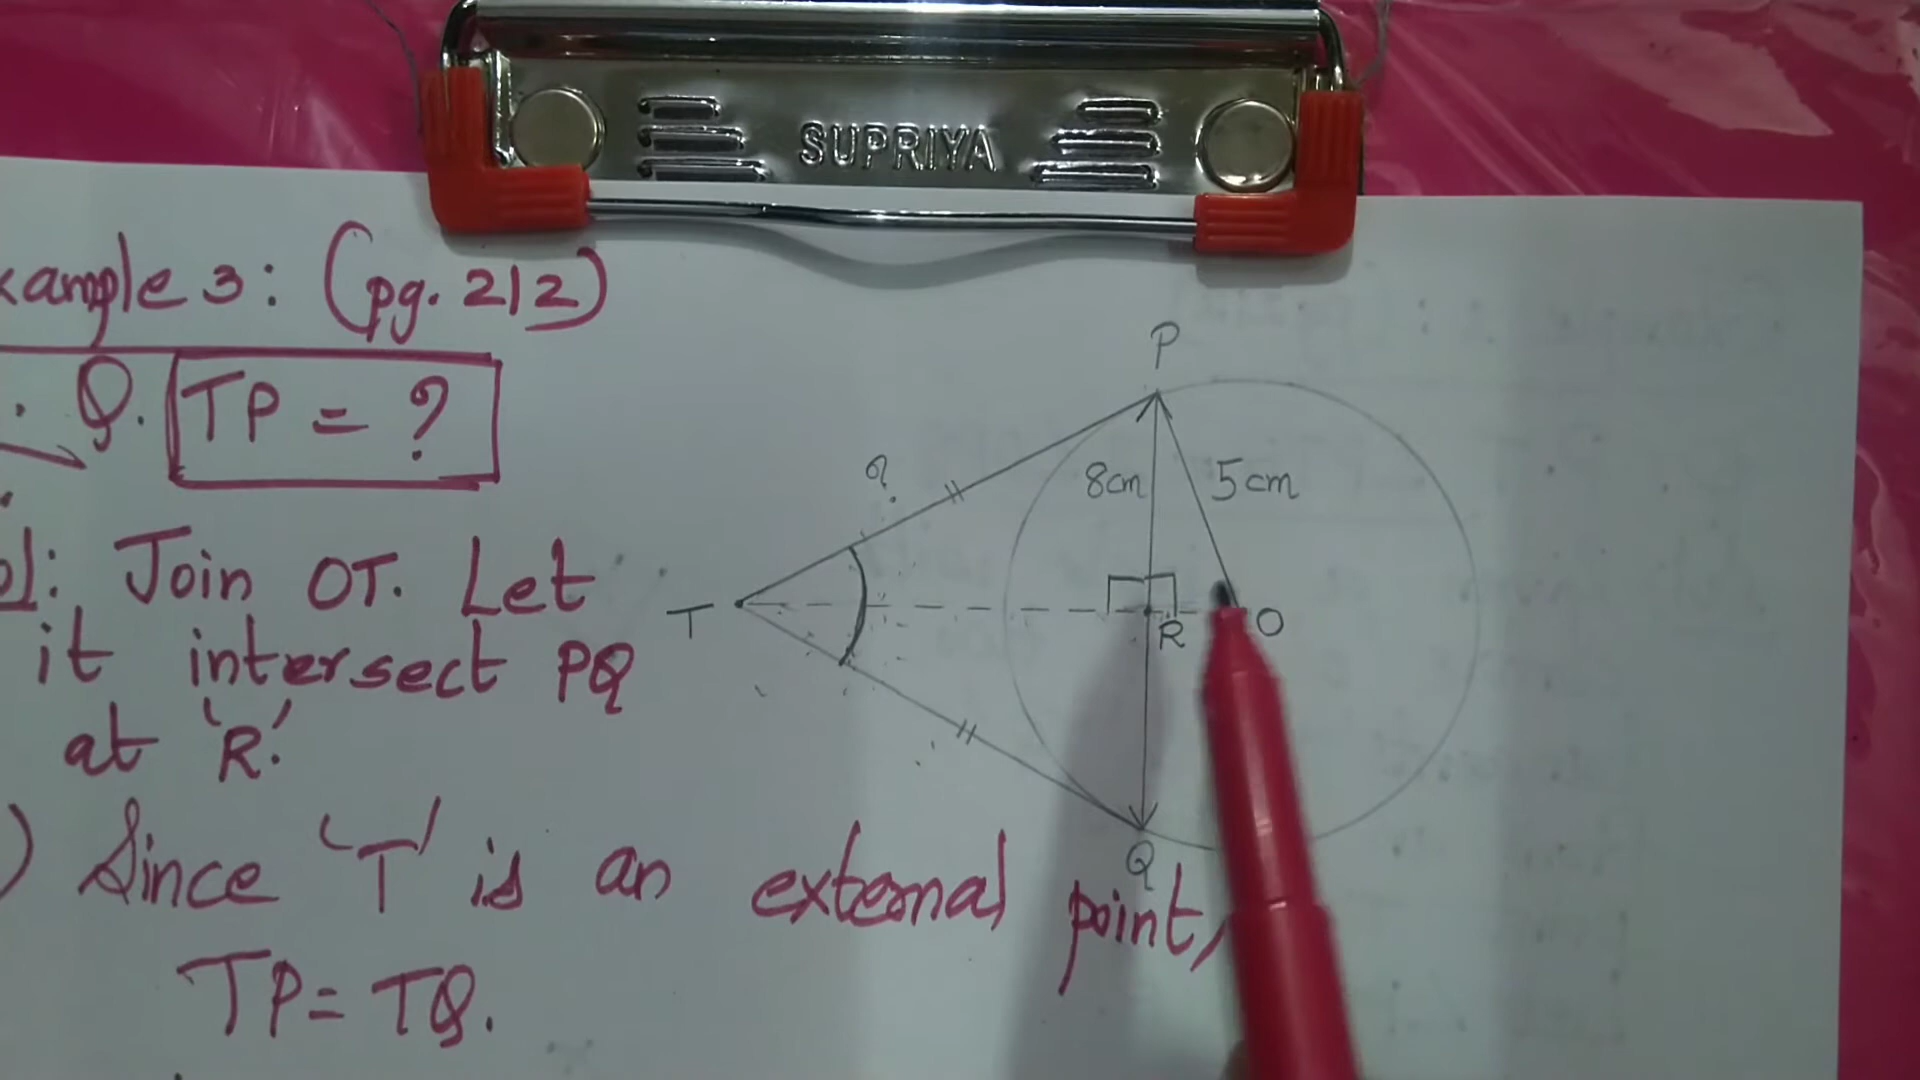 SUPRIYA
xample 3: (pg. 212)
Q. TP = ?
P
8cm 5cm
?
T R O
Q
ol: Join OT. Let
it intersect PQ
at 'R'.
) Since 'T' is an external point,
TP = TQ.